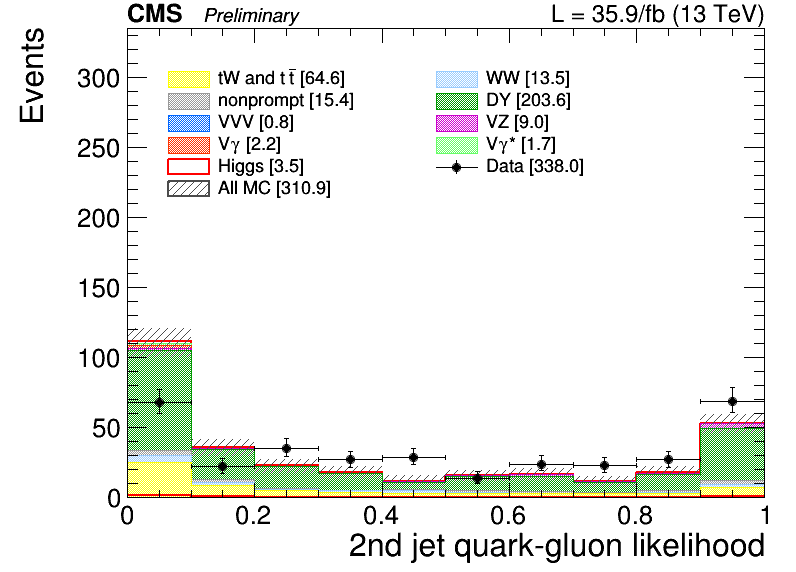 CMS Preliminary L = 35.9/fb (13 TeV)
Events
tW and tt̅ [64.6] WW [13.5]
nonprompt [15.4] DY [203.6]
VVV [0.8] VZ [9.0]
Vγ [2.2] Vγ* [1.7]
Higgs [3.5] Data [338.0]
All MC [310.9]
300
250
200
150
100
50
0
0 0.2 0.4 0.6 0.8 1
2nd jet quark-gluon likelihood